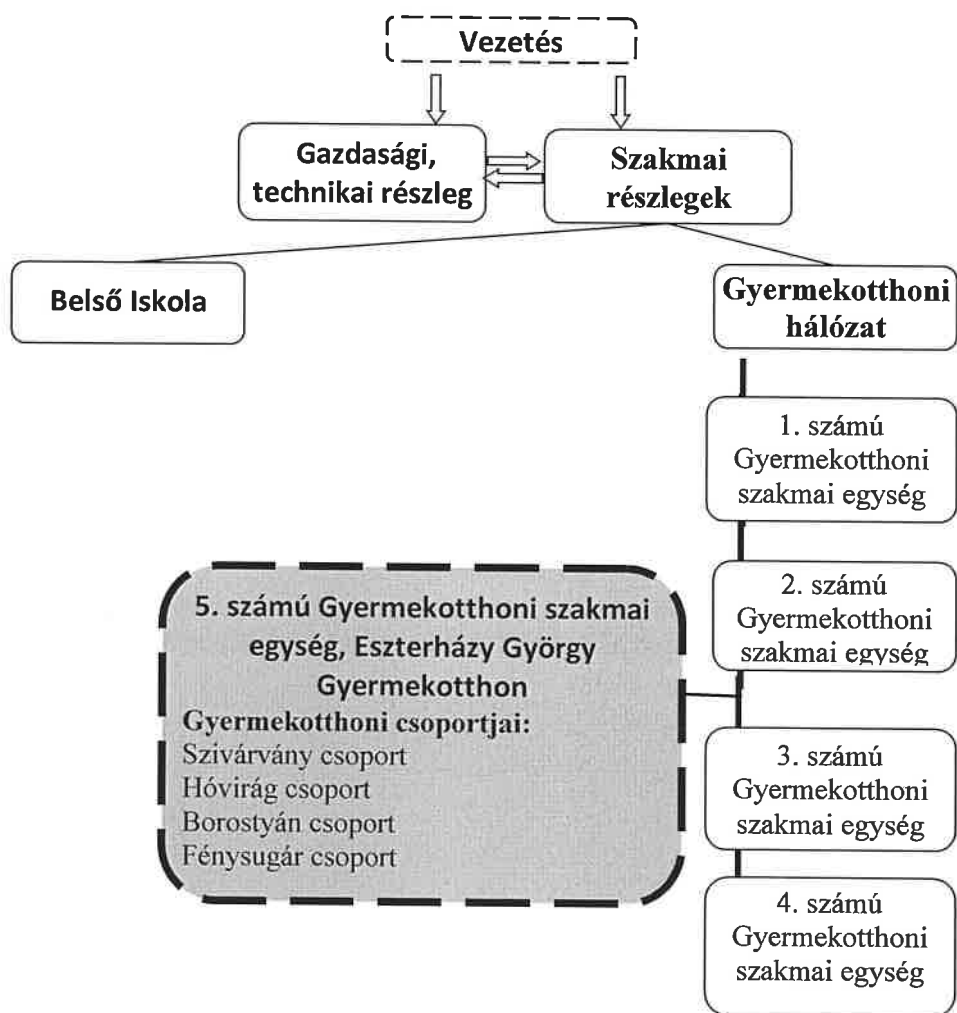 Vezetés
Gazdasági,
technikai részleg
Szakmai
részlegek
Belső Iskola
Gyermekotthoni
hálózat
1. számú
Gyermekotthoni
szakmai egység
2. számú
Gyermekotthoni
szakmai egység
5. számú Gyermekotthoni szakmai
egység, Eszterházy György
Gyermekotthon
Gyermekotthoni csoportjai:
Szivárvány csoport
Hóvirág csoport
Borostyán csoport
Fénysugár csoport
3. számú
Gyermekotthoni
szakmai egység
4. számú
Gyermekotthoni
szakmai egység